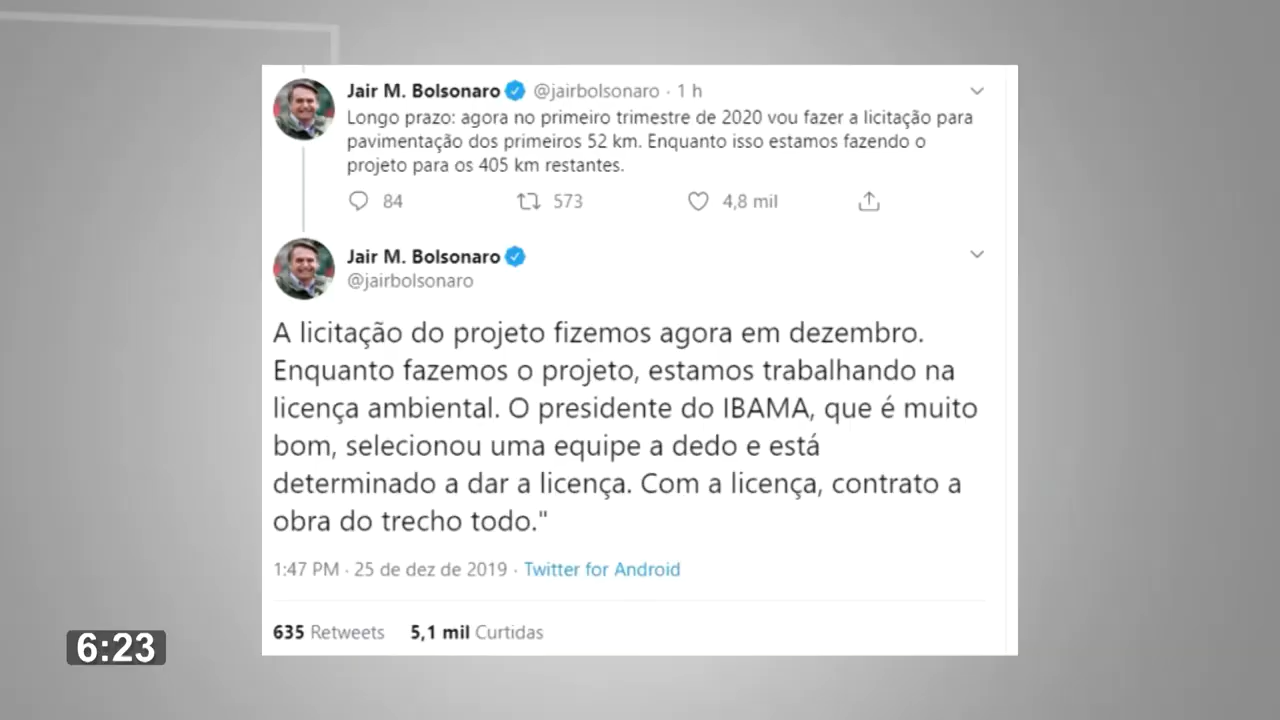 Jair M. Bolsonaro @jairbolsonaro · 1 h
Longo prazo: agora no primeiro trimestre de 2020 vou fazer a licitação para
pavimentação dos primeiros 52 km. Enquanto isso estamos fazendo o
projeto para os 405 km restantes.
84 573 4,8 mil
Jair M. Bolsonaro
@jairbolsonaro
A licitação do projeto fizemos agora em dezembro.
Enquanto fazemos o projeto, estamos trabalhando na
licença ambiental. O presidente do IBAMA, que é muito
bom, selecionou uma equipe a dedo e está
determinado a dar a licença. Com a licença, contrato a
obra do trecho todo."
1:47 PM · 25 de dez de 2019 · Twitter for Android
635 Retweets 5,1 mil Curtidas
6:23